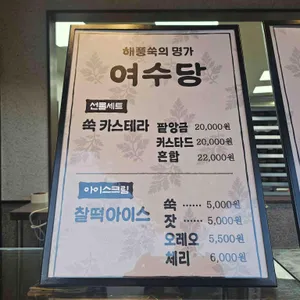 해풍쑥의 명가
여수당
선물세트
쑥 카스테라 팥앙금 20,000원
커스타드 20,000원
혼합 22,000원
아이스크림
찰떡아이스 쑥 ...... 5,000원
잣 ...... 5,000원
오레오 5,500원
체리 6,000원